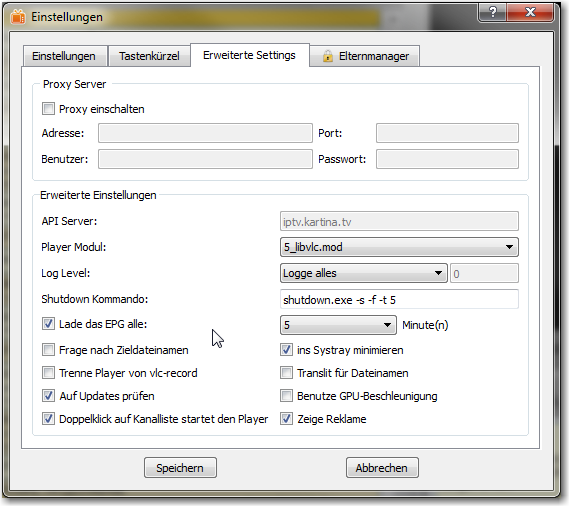 Einstellungen
Einstellungen Tastenkürzel Erweiterte Settings Elternmanager
Proxy Server
Proxy einschalten
Adresse: Port:
Benutzer: Passwort:
Erweiterte Einstellungen
API Server: iptv.kartina.tv
Player Modul: 5_libvlc.mod
Log Level: Logge alles 0
Shutdown Kommando: shutdown.exe -s -f -t 5
Lade das EPG alle: 5 Minute(n)
Frage nach Zieldateinamen ins Systray minimieren
Trenne Player von vlc-record Translit für Dateinamen
Auf Updates prüfen Benutze GPU-Beschleunigung
Doppelklick auf Kanalliste startet den Player Zeige Reklame
Speichern Abbrechen